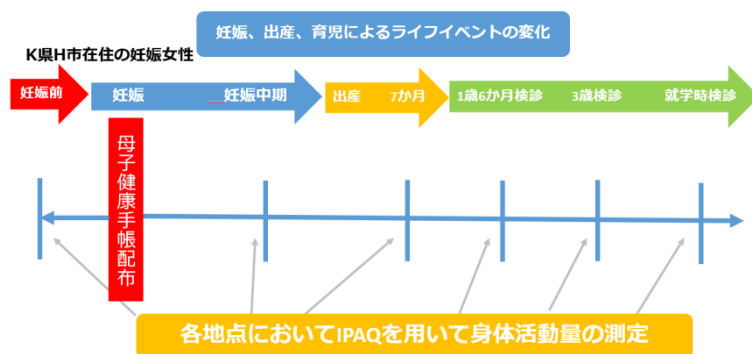 妊娠、出産、育児によるライフイベントの変化
K県H市在住の妊娠女性
妊娠前
妊娠
妊娠中期
出産
7か月
1歳6か月検診
3歳検診
就学時検診
母子健康手帳配布
各地点においてIPAQを用いて身体活動量の測定